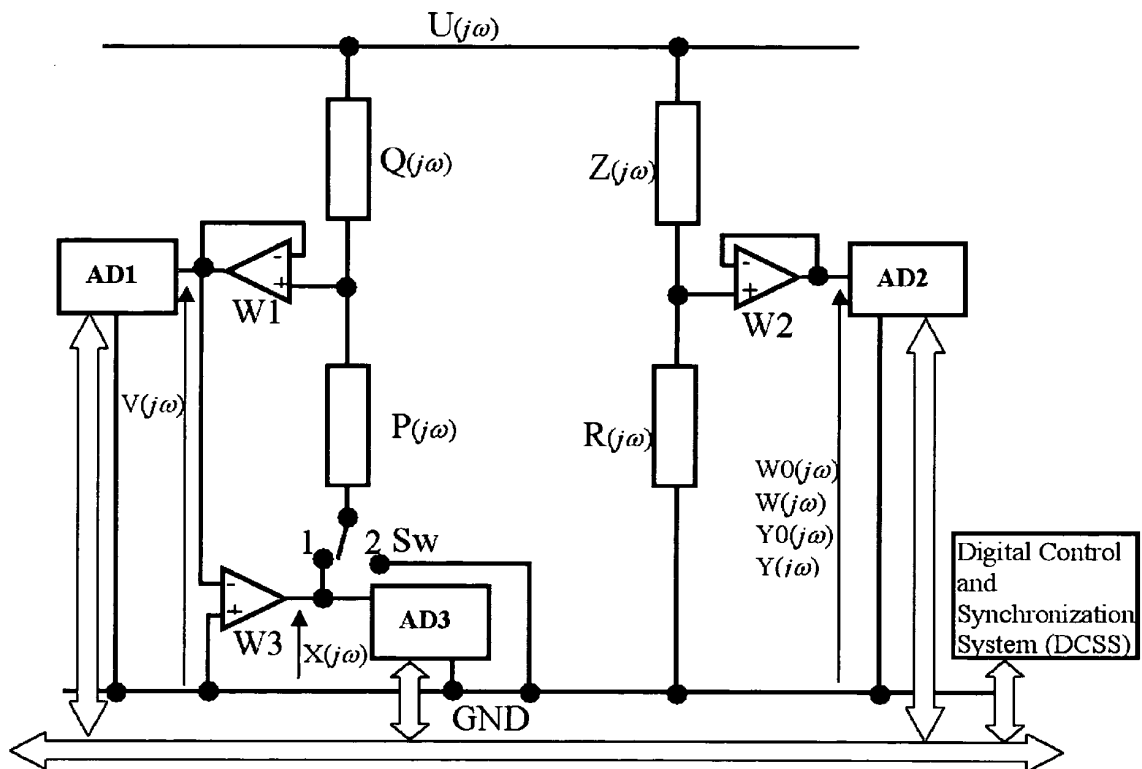 U(jω)
Q(jω)
Z(jω)
AD1
-
+
W1
-
+
W2
AD2
V(jω)
P(jω)
R(jω)
W0(jω)
W(jω)
Y0(jω)
Y(jω)
1
2 Sw
-
+
W3
X(jω)
AD3
Digital Control
and
Synchronization
System (DCSS)
GND